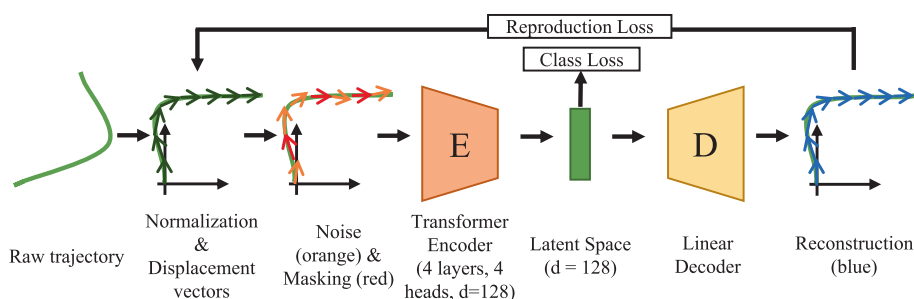 Reproduction Loss
Class Loss
E
D
Raw trajectory
Normalization
&
Displacement
vectors
Noise
(orange) &
Masking (red)
Transformer
Encoder
(4 layers, 4
heads, d=128)
Latent Space
(d = 128)
Linear
Decoder
Reconstruction
(blue)